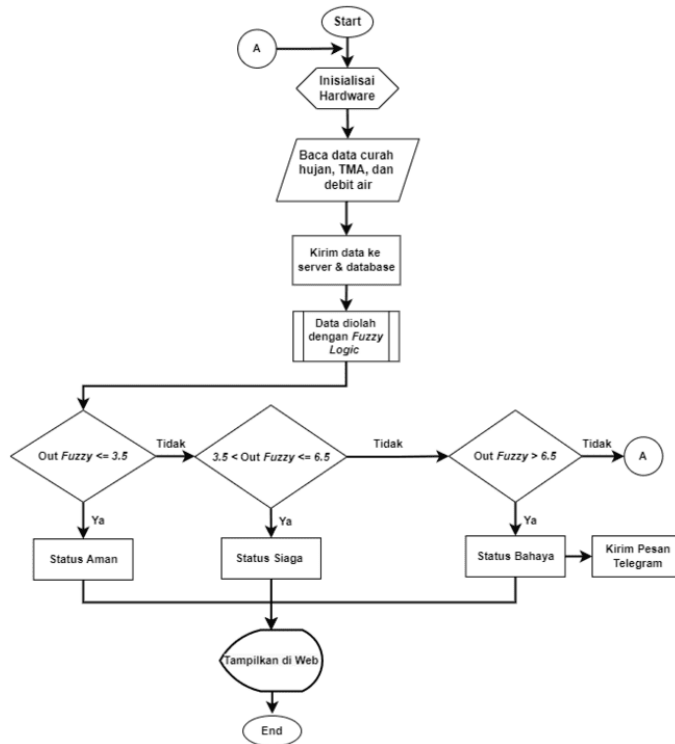 Start
A
Inisialisai
Hardware
Baca data curah
hujan, TMA, dan
debit air
Kirim data ke
server & database
Data diolah
dengan Fuzzy
Logic
Out Fuzzy <= 3.5
Tidak
3.5 < Out Fuzzy <= 6.5
Tidak
Out Fuzzy > 6.5
Tidak
A
Ya
Ya
Ya
Status Aman
Status Siaga
Status Bahaya
Kirim Pesan
Telegram
Tampilkan di Web
End